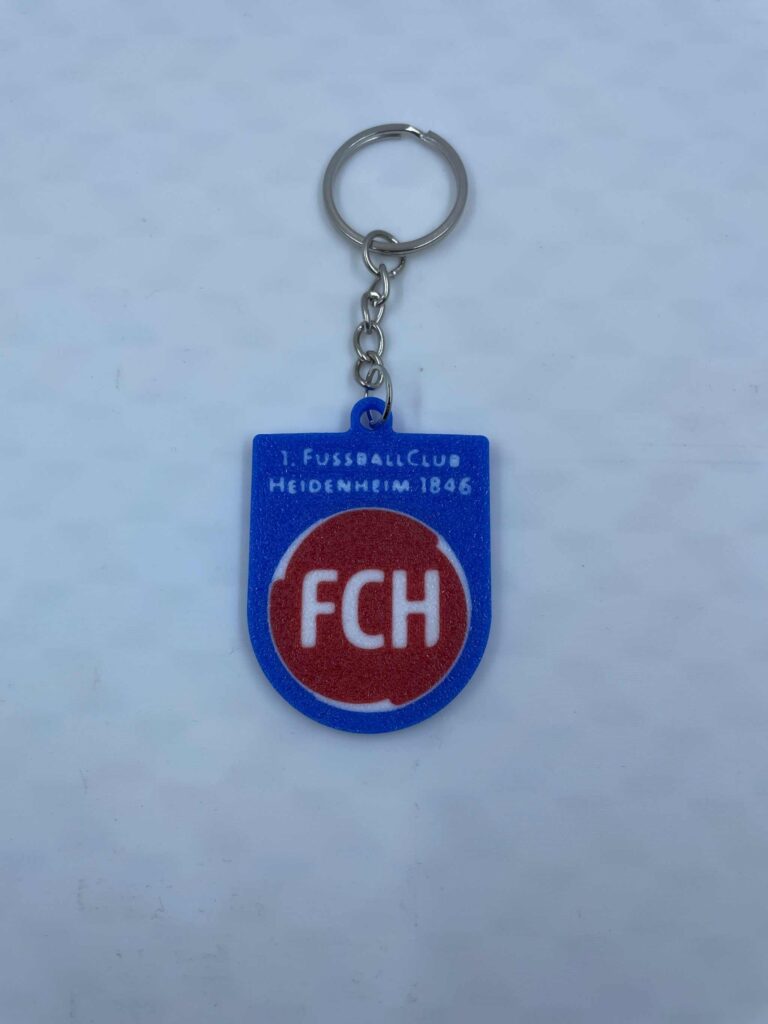 1. FussballClub
Heidenheim 1846
FCH